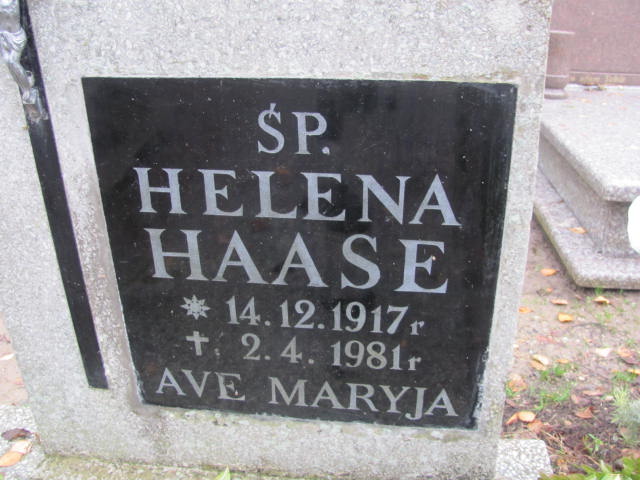 ŚP.
HELENA
HAASE
* 14.12.1917r
✝ 2.4.1981r
AVE MARYJA